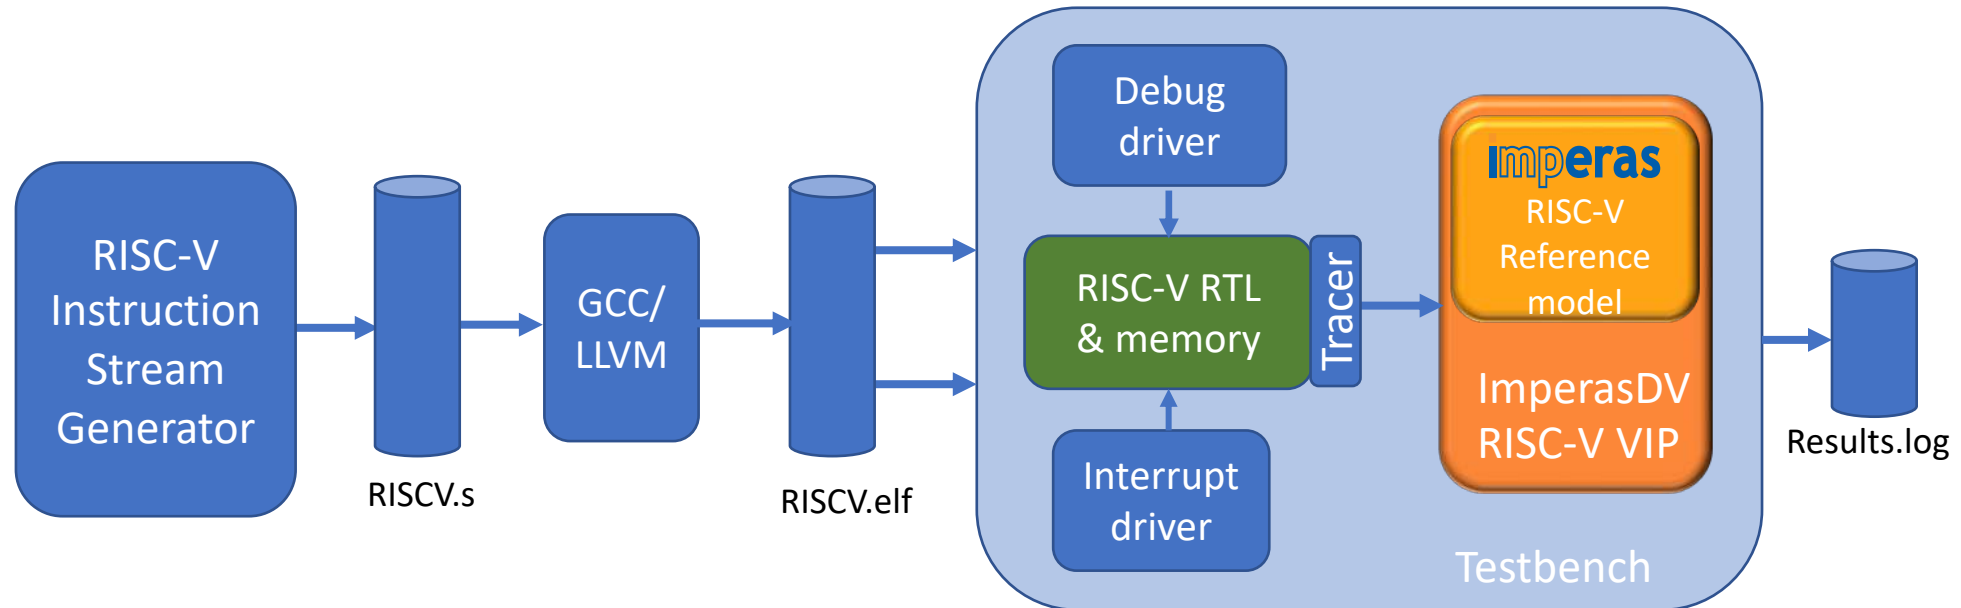 RISC-V
Instruction
Stream
Generator
RISCV.s
GCC/
LLVM
RISCV.elf
Debug
driver
RISC-V RTL
& memory
Tracer
Interrupt
driver
imperas
RISC-V
Reference
model
ImperasDV
RISC-V VIP
Testbench
Results.log